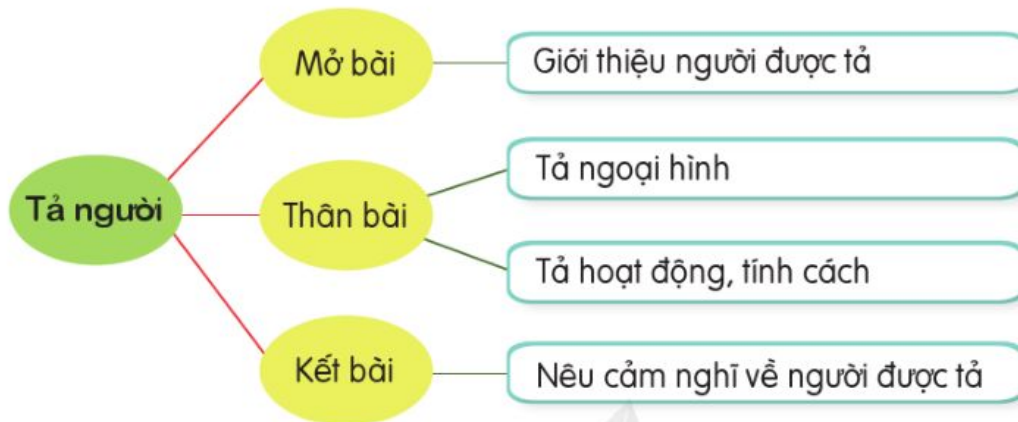 Tả người
Mở bài
Giới thiệu người được tả
Thân bài
Tả ngoại hình
Tả hoạt động, tính cách
Kết bài
Nêu cảm nghĩ về người được tả